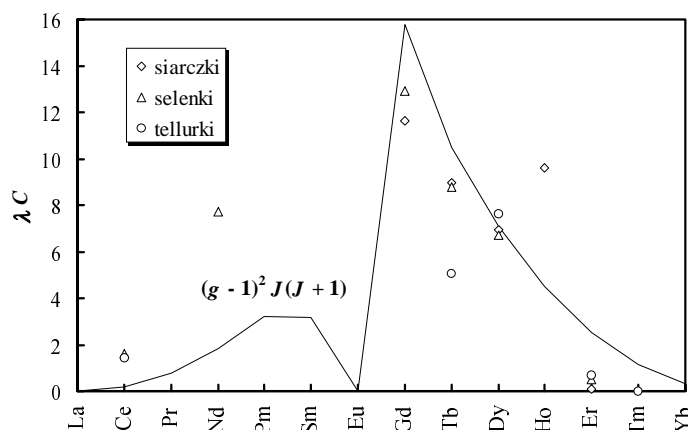 16
14
12
10
8
6
4
2
0
λ C
siarczki
selenki
tellurki
(g - 1)² J(J + 1)
La
Ce
Pr
Nd
Pm
Sm
Eu
Gd
Tb
Dy
Ho
Er
Tm
Yb